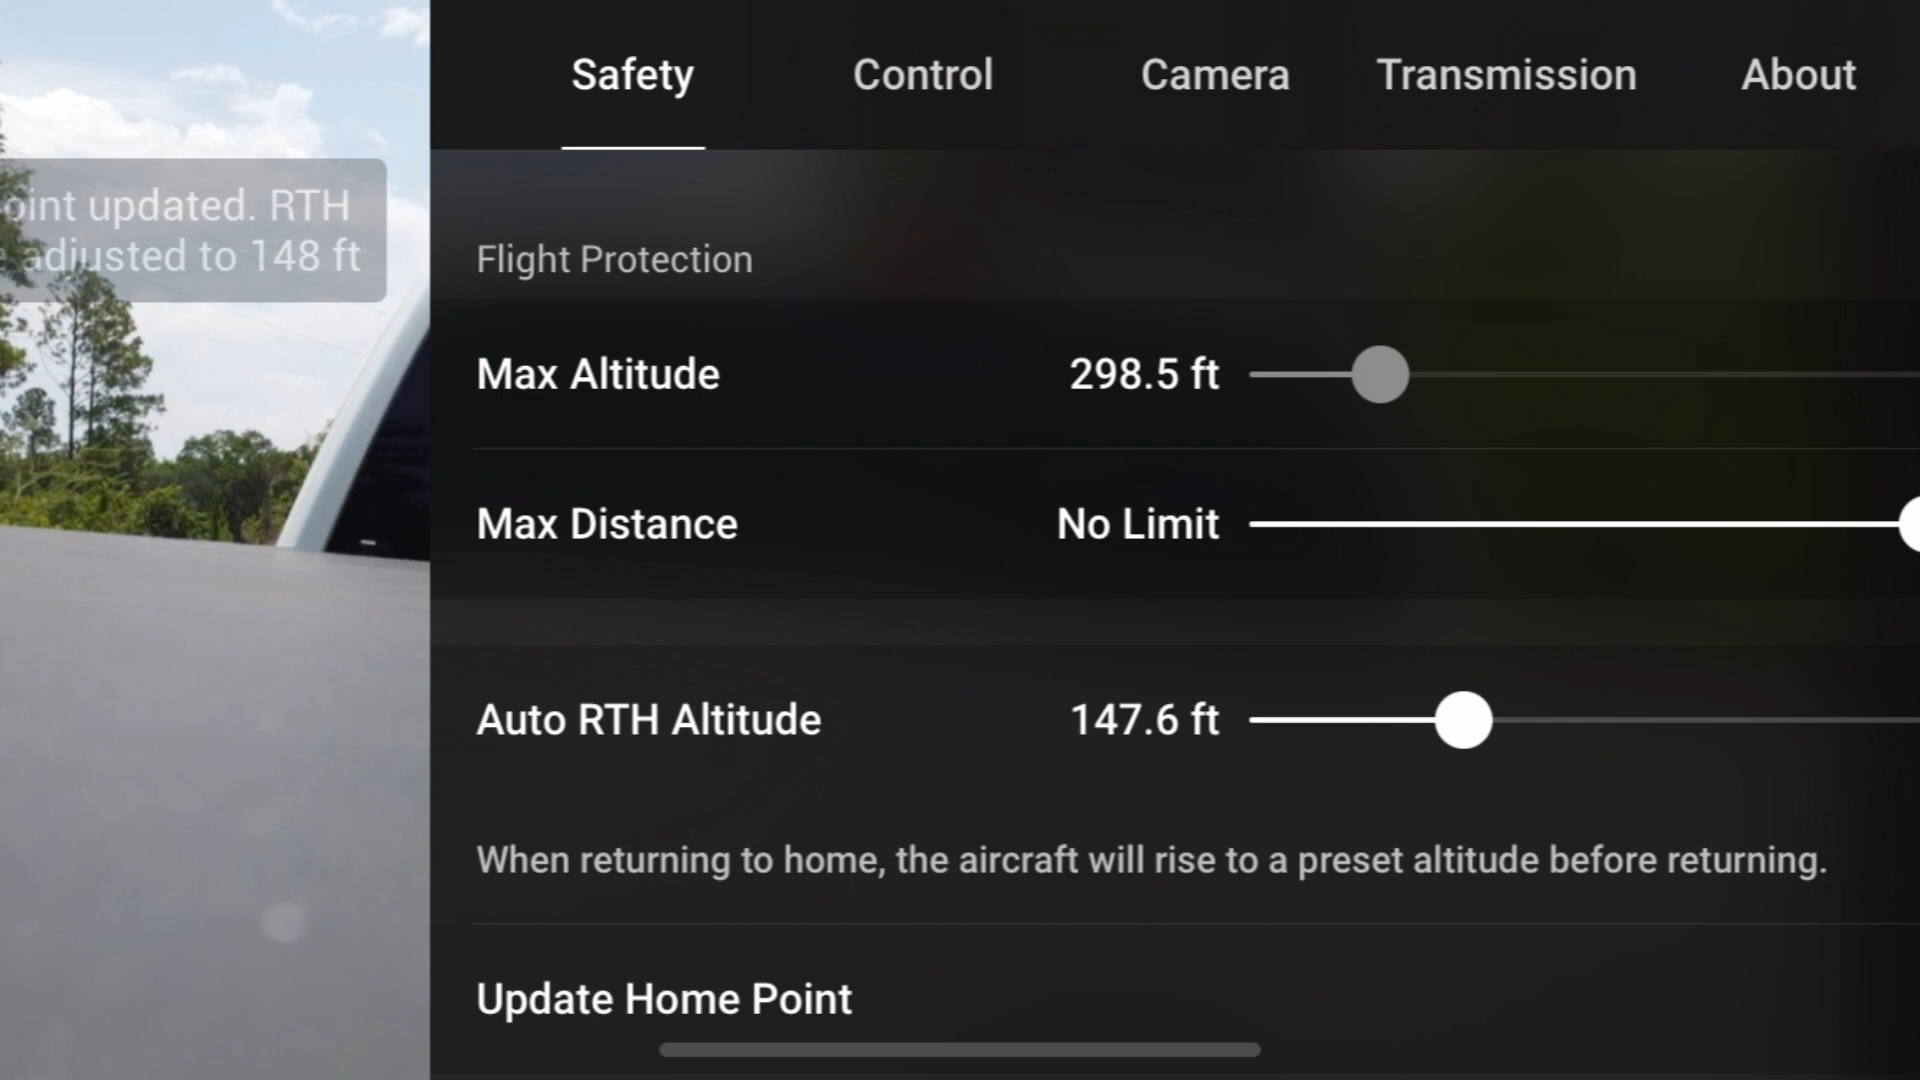 Safety Control Camera Transmission About
oint updated. RTH
adjusted to 148 ft
Flight Protection
Max Altitude 298.5 ft
Max Distance No Limit
Auto RTH Altitude 147.6 ft
When returning to home, the aircraft will rise to a preset altitude before returning.
Update Home Point